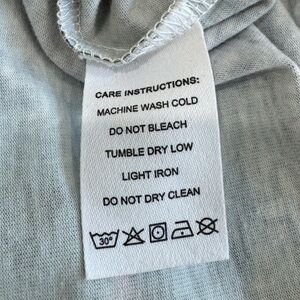 CARE INSTRUCTIONS:
MACHINE WASH COLD
DO NOT BLEACH
TUMBLE DRY LOW
LIGHT IRON
DO NOT DRY CLEAN
30°